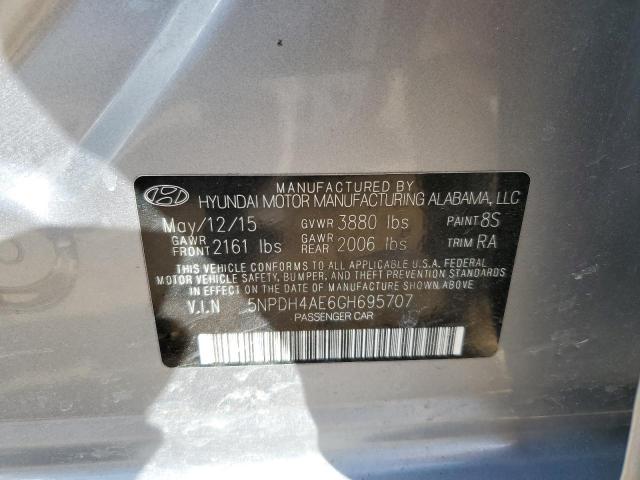 MANUFACTURED BY
HYUNDAI MOTOR MANUFACTURING ALABAMA, LLC
May/12/15 GVWR 3880 lbs PAINT 8S
GAWR FRONT 2161 lbs GAWR REAR 2006 lbs TRIM RA
THIS VEHICLE CONFORMS TO ALL APPLICABLE U.S.A. FEDERAL
MOTOR VEHICLE SAFETY, BUMPER, AND THEFT PREVENTION STANDARDS
IN EFFECT ON THE DATE OF MANUFACTURE SHOWN ABOVE.
V.I.N 5NPDH4AE6GH695707
PASSENGER CAR